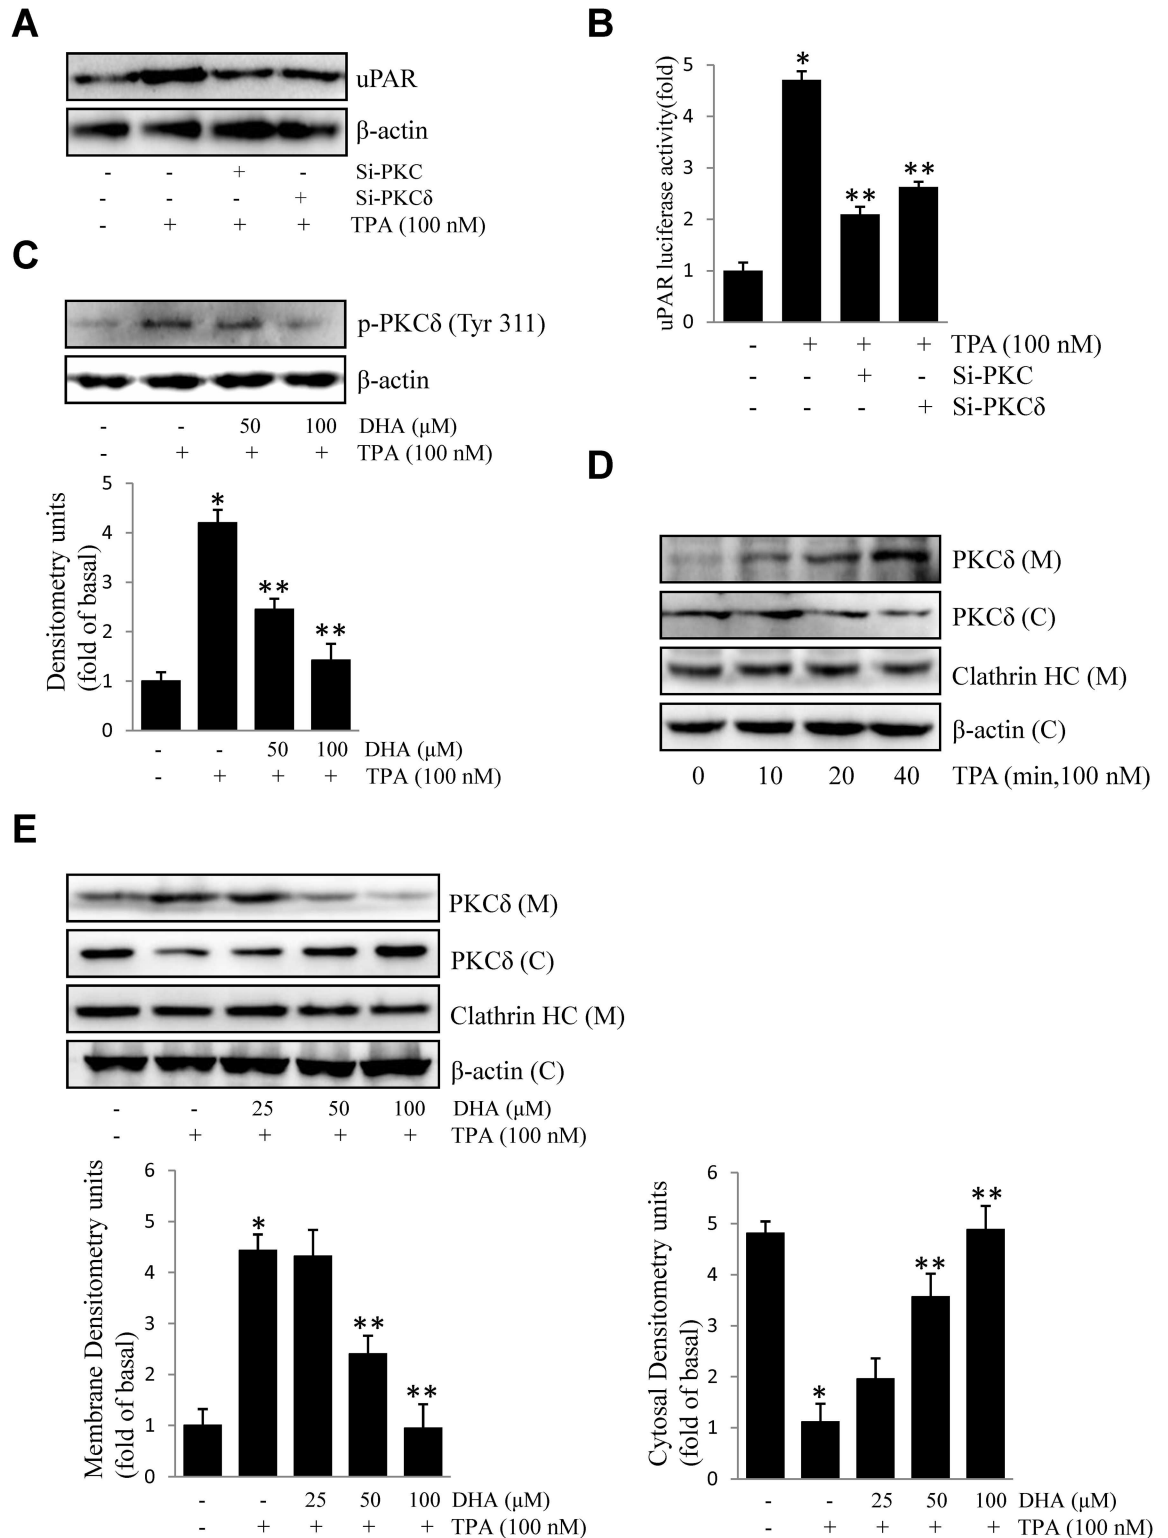 A
uPAR
β-actin
- - + - Si-PKC
- - - + Si-PKCδ
- + + + TPA (100 nM)
B
uPAR luciferase activity(fold)
5
4
3
2
1
0
*
**
**
- + + + TPA (100 nM)
- - + - Si-PKC
- - - + Si-PKCδ
C
p-PKCδ (Tyr 311)
β-actin
- - 50 100 DHA (μM)
- + + + TPA (100 nM)
Densitometry units
(fold of basal)
5
4
3
2
1
0
*
**
**
- - 50 100 DHA (μM)
- + + + TPA (100 nM)
D
PKCδ (M)
PKCδ (C)
Clathrin HC (M)
β-actin (C)
0 10 20 40 TPA (min,100 nM)
E
PKCδ (M)
PKCδ (C)
Clathrin HC (M)
β-actin (C)
- - 25 50 100 DHA (μM)
- + + + + TPA (100 nM)
Membrane Densitometry units
(fold of basal)
6
5
4
3
2
1
0
*
**
**
- - 25 50 100 DHA (μM)
- + + + + TPA (100 nM)
Cytosal Densitometry units
(fold of basal)
6
5
4
3
2
1
0
*
**
**
- - 25 50 100 DHA (μM)
- + + + + TPA (100 nM)